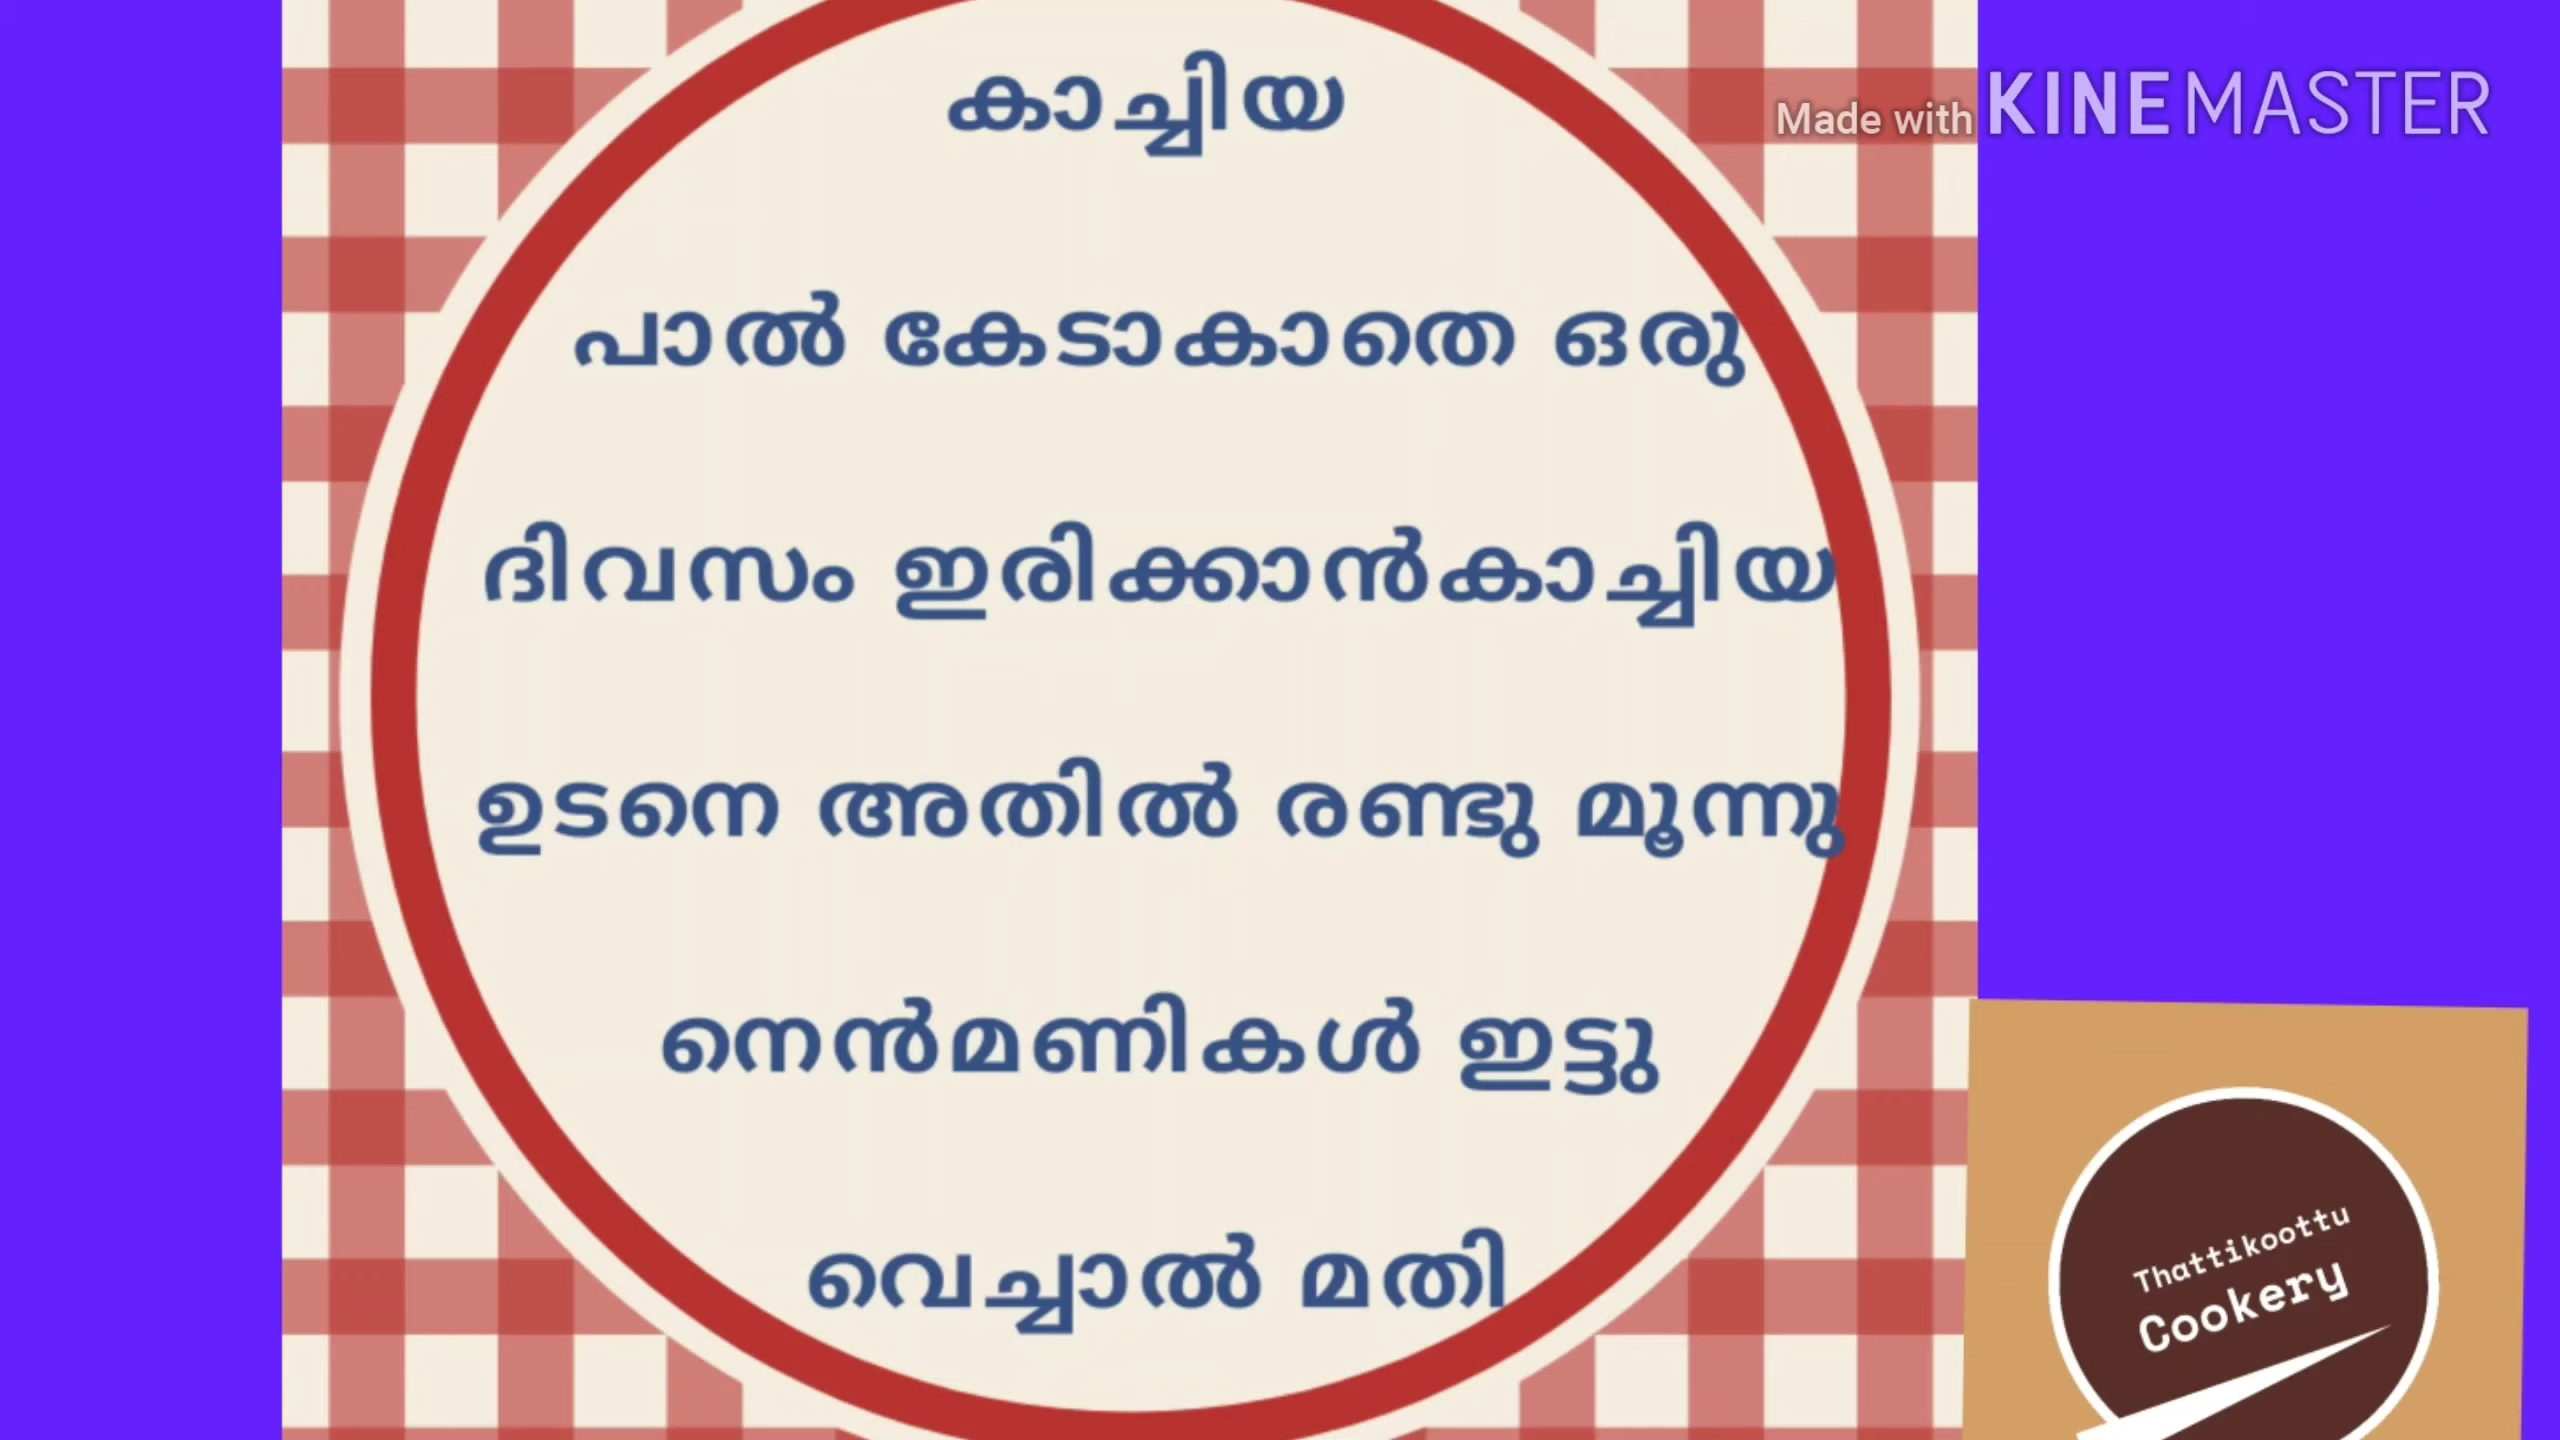 Made with KINEMASTER
കാച്ചിയ
പാൽ കേടാകാതെ ഒരു
ദിവസം ഇരിക്കാൻകാച്ചിയ
ഉടനെ അതിൽ രണ്ടു മൂന്നു
നെൻമണികൾ ഇട്ടു
വെച്ചാൽ മതി
Thattikoottu
Cookery